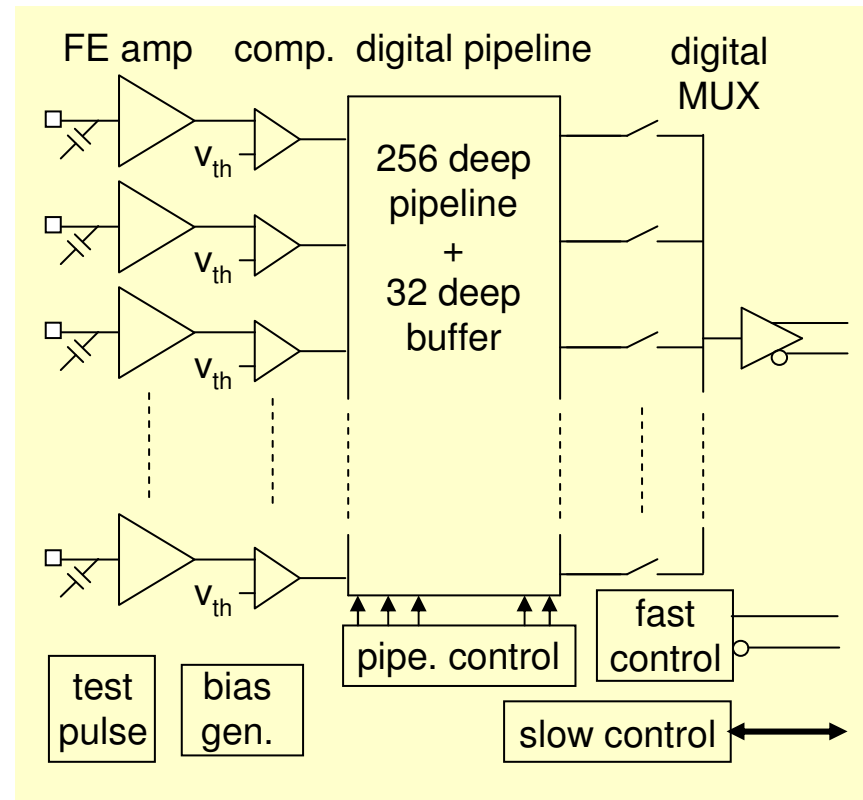 FE amp comp. digital pipeline digital
MUX
256 deep
pipeline
+
32 deep
buffer
vth
vth
vth
vth
pipe. control
fast
control
test
pulse
bias
gen.
slow control